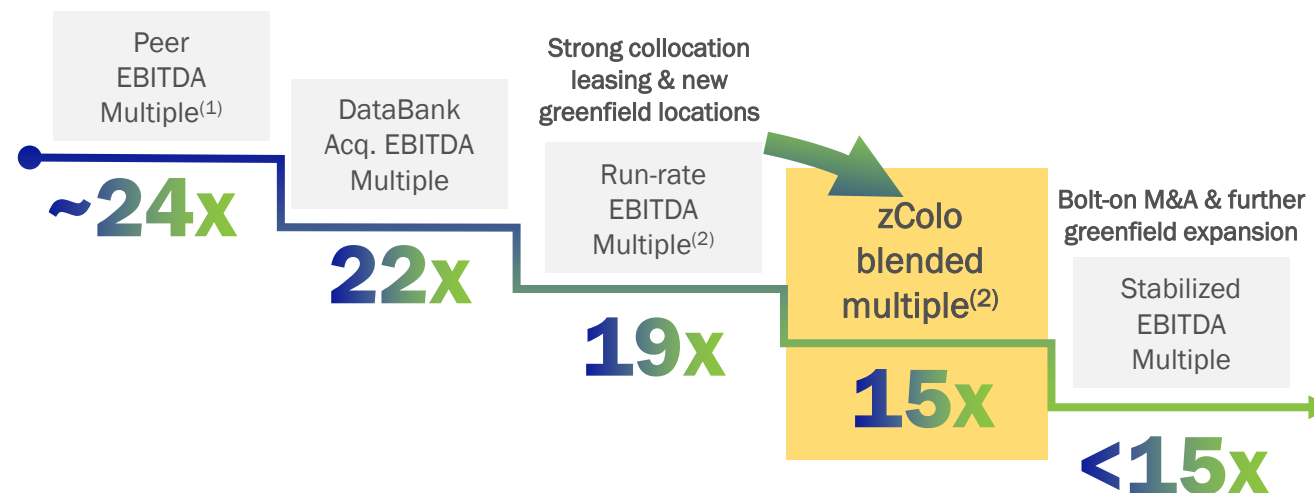 Peer
EBITDA
Multiple(1)
~24x
DataBank
Acq. EBITDA
Multiple
22x
Strong collocation
leasing & new
greenfield locations
Run-rate
EBITDA
Multiple(2)
19x
zColo
blended
multiple(2)
15x
Bolt-on M&A & further
greenfield expansion
Stabilized
EBITDA
Multiple
<15x